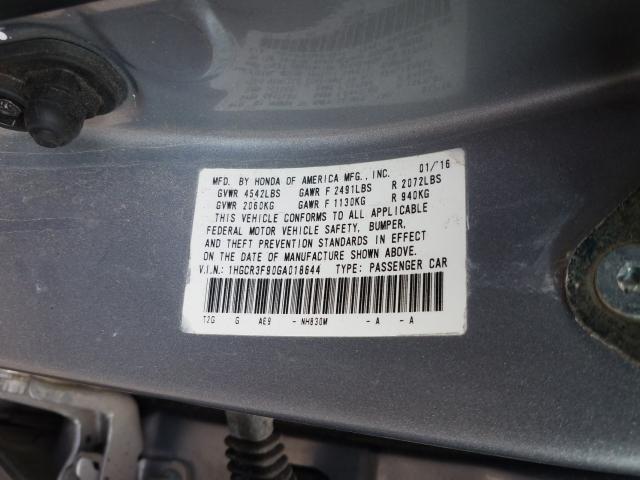 MFD. BY HONDA OF AMERICA MFG., INC. 01/'16
GVWR 4542LBS GAWR F 2491LBS R 2072LBS
GVWR 2060KG GAWR F 1130KG R 940KG
THIS VEHICLE CONFORMS TO ALL APPLICABLE
FEDERAL MOTOR VEHICLE SAFETY, BUMPER,
AND THEFT PREVENTION STANDARDS IN EFFECT
ON THE DATE OF MANUFACTURE SHOWN ABOVE.
V.I.N.: 1HGCR3F90GA018644 TYPE: PASSENGER CAR
T2G G AE9 - NH830M - A - A